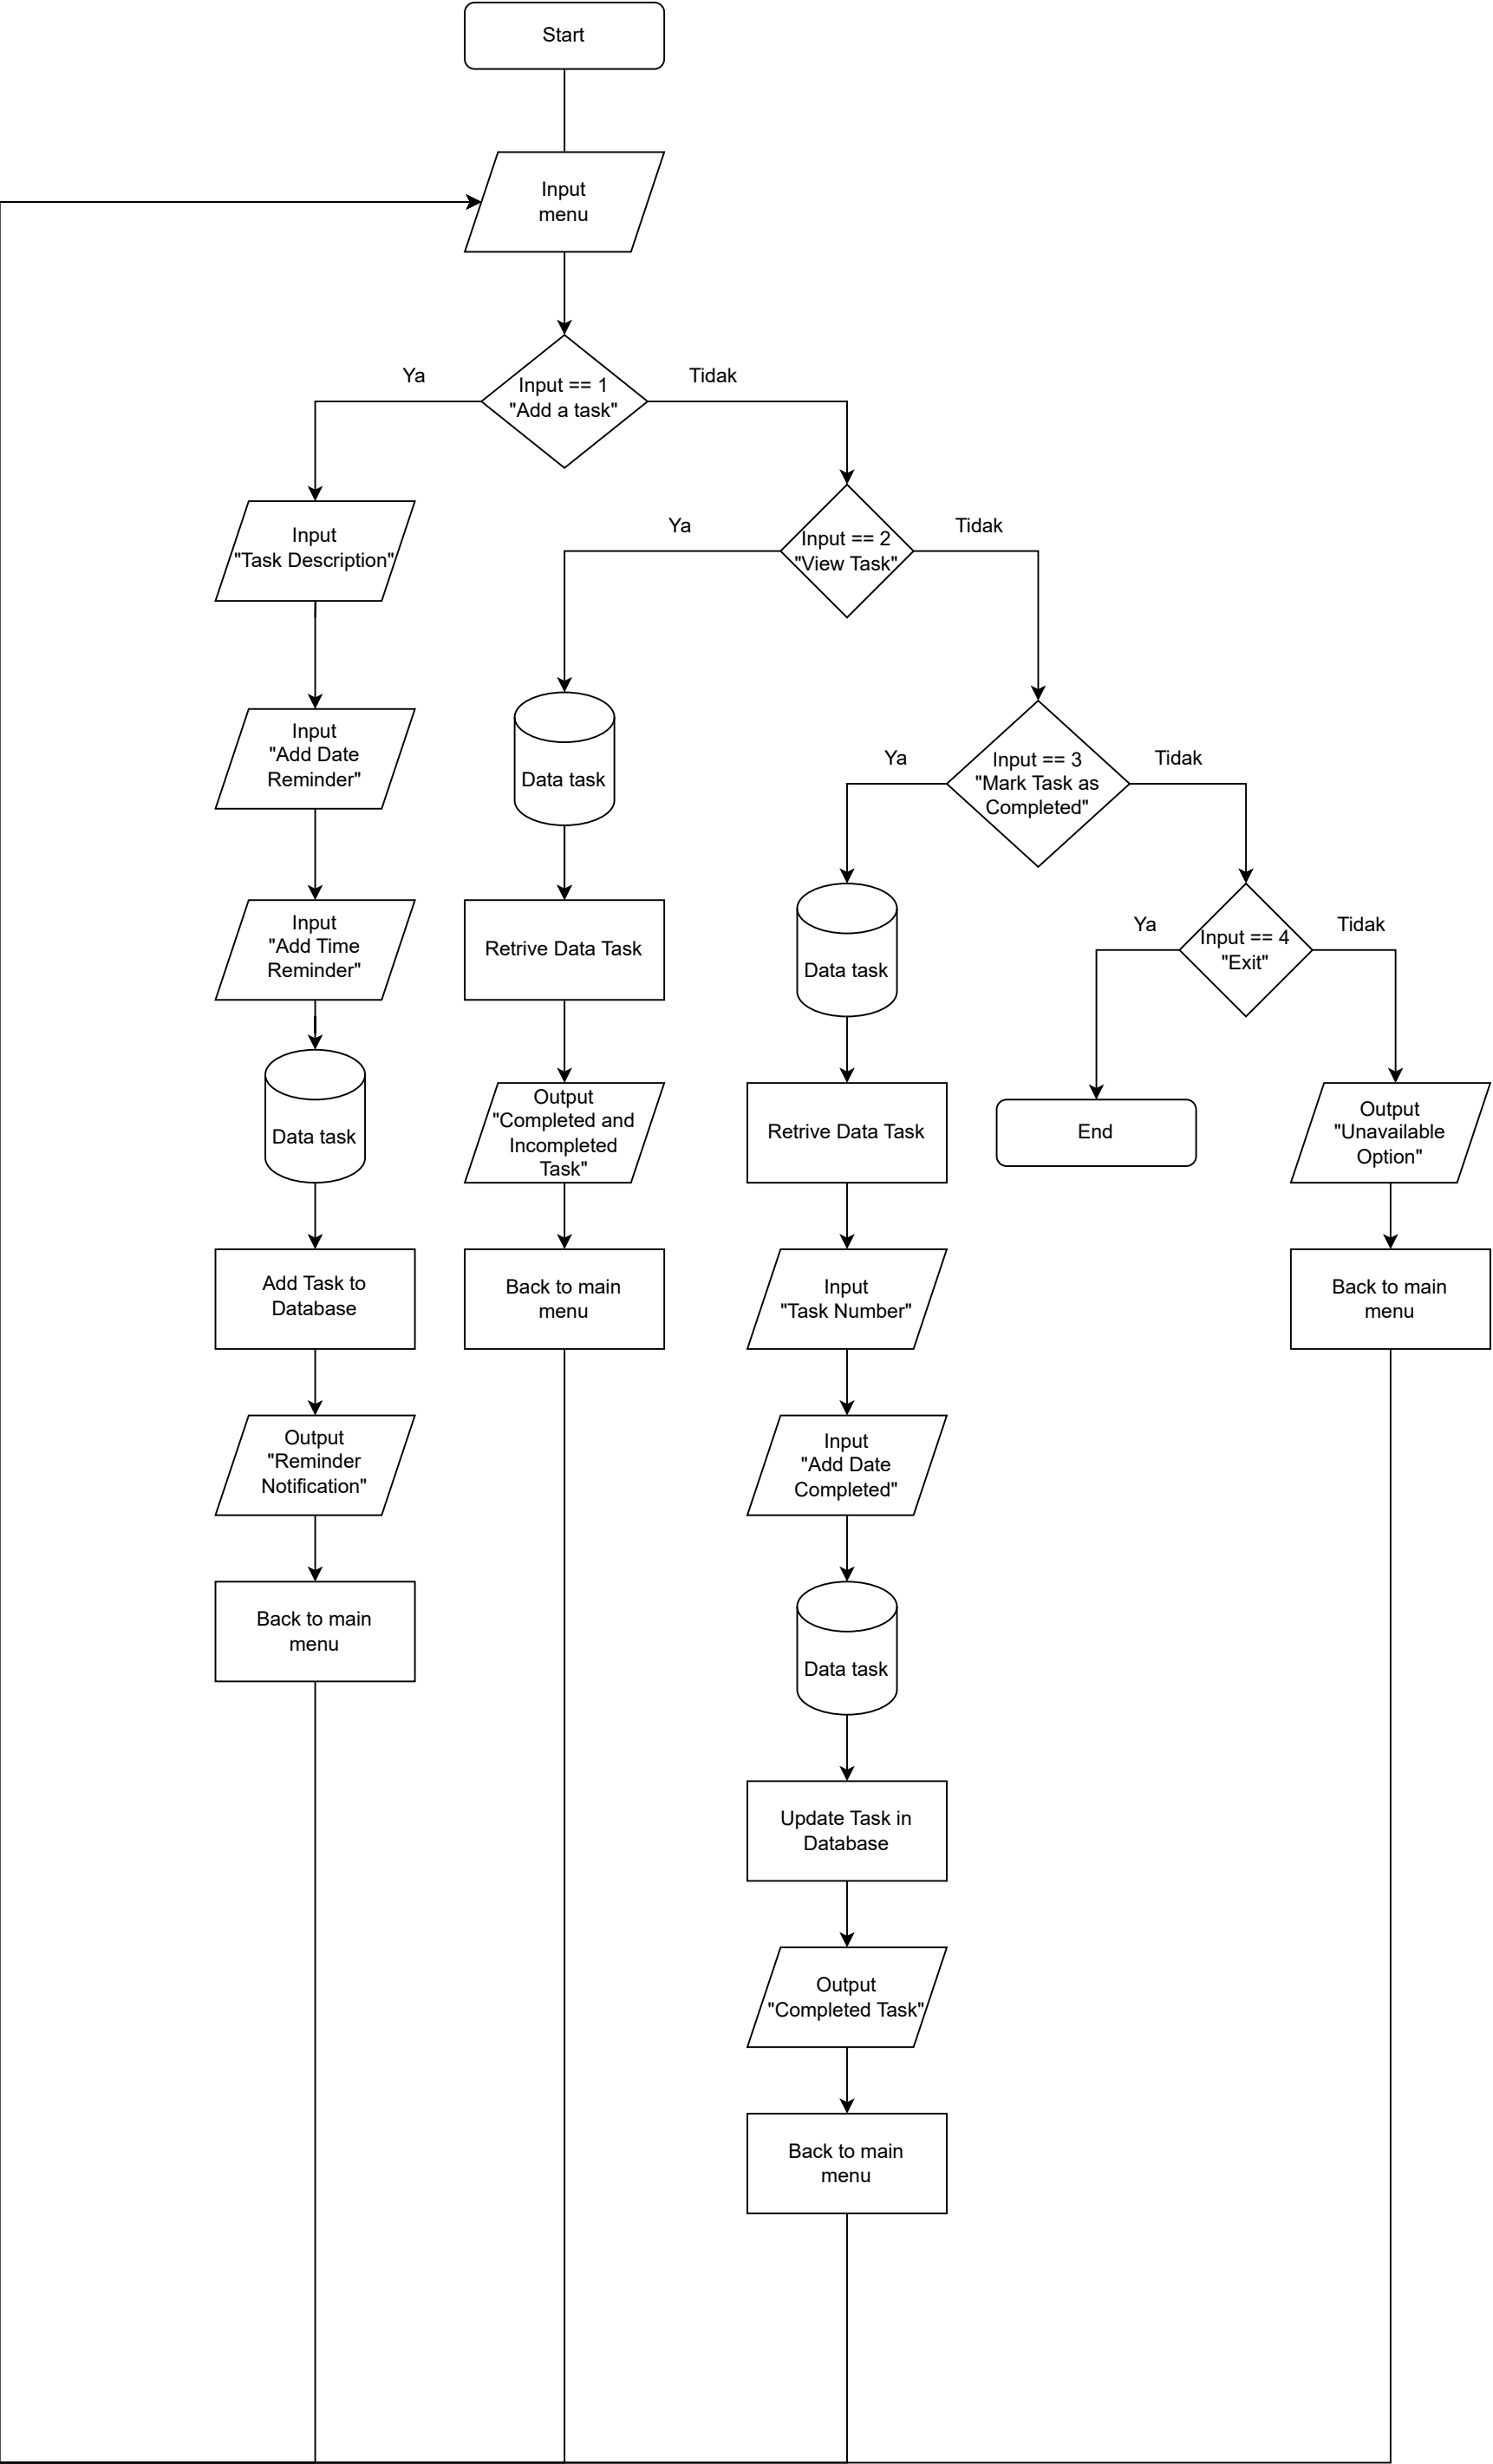 Start
Input
menu
Ya
Input == 1
"Add a task"
Tidak
Input
"Task Description"
Ya
Input == 2
"View Task"
Tidak
Input
"Add Date
Reminder"
Data task
Ya
Input == 3
"Mark Task as
Completed"
Tidak
Input
"Add Time
Reminder"
Retrive Data Task
Data task
Ya
Input == 4
"Exit"
Tidak
Data task
Output
"Completed and
Incompleted
Task"
Retrive Data Task
End
Output
"Unavailable
Option"
Add Task to
Database
Back to main
menu
Input
"Task Number"
Back to main
menu
Output
"Reminder
Notification"
Input
"Add Date
Completed"
Back to main
menu
Data task
Update Task in
Database
Output
"Completed Task"
Back to main
menu